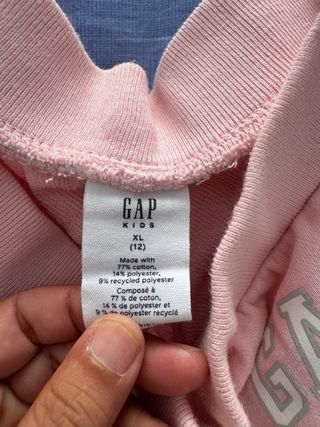 GAP
KIDS
XL
(12)
Made with
77% cotton,
14% polyester,
9% recycled polyester
Composé à
77 % de coton,
14 % de polyester et
9 % de polyester recyclé
GA